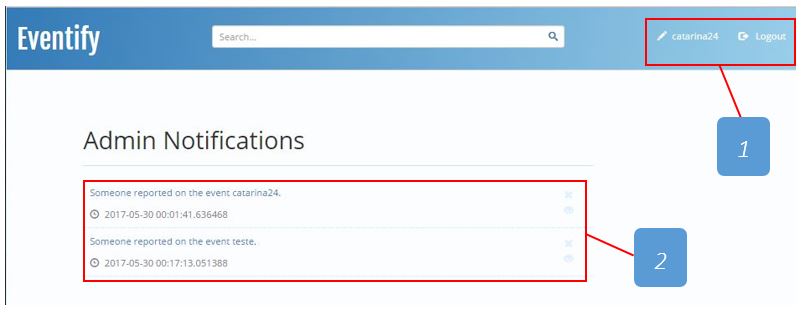 Eventify
Search...
catarina24
Logout
1
Admin Notifications
Someone reported on the event catarina24.
2017-05-30 00:01:41.636468
Someone reported on the event teste.
2017-05-30 00:17:13.051388
2